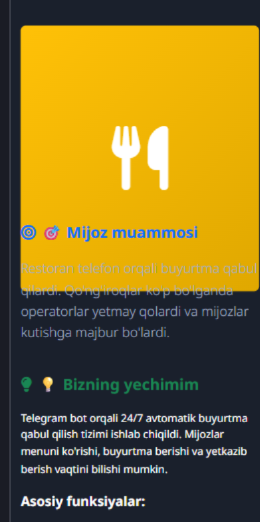 Mijoz muammosi
Restoran telefon orqali buyurtma qabul
qilardi. Qo'ng'iroqlar ko'p bo'lganda
operatorlar yetmay qolardi va mijozlar
kutishga majbur bo'lardi.
Bizning yechimim
Telegram bot orqali 24/7 avtomatik buyurtma
qabul qilish tizimi ishlab chiqildi. Mijozlar
menuni ko'rishi, buyurtma berishi va yetkazib
berish vaqtini bilishi mumkin.
Asosiy funksiyalar: